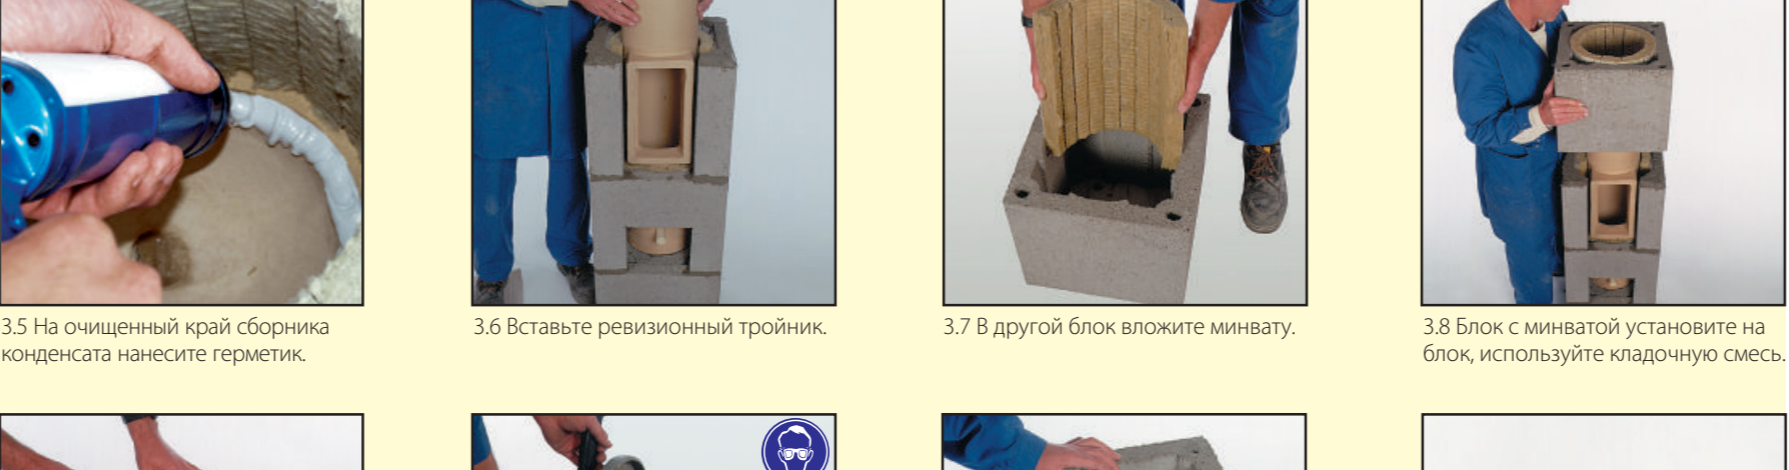 3.5 На очищенный край сборника
конденсата нанесите герметик.
3.6 Вставьте ревизионный тройник.
3.7 В другой блок вложите минвату.
3.8 Блок с минватой установите на
блок, используйте кладочную смесь.